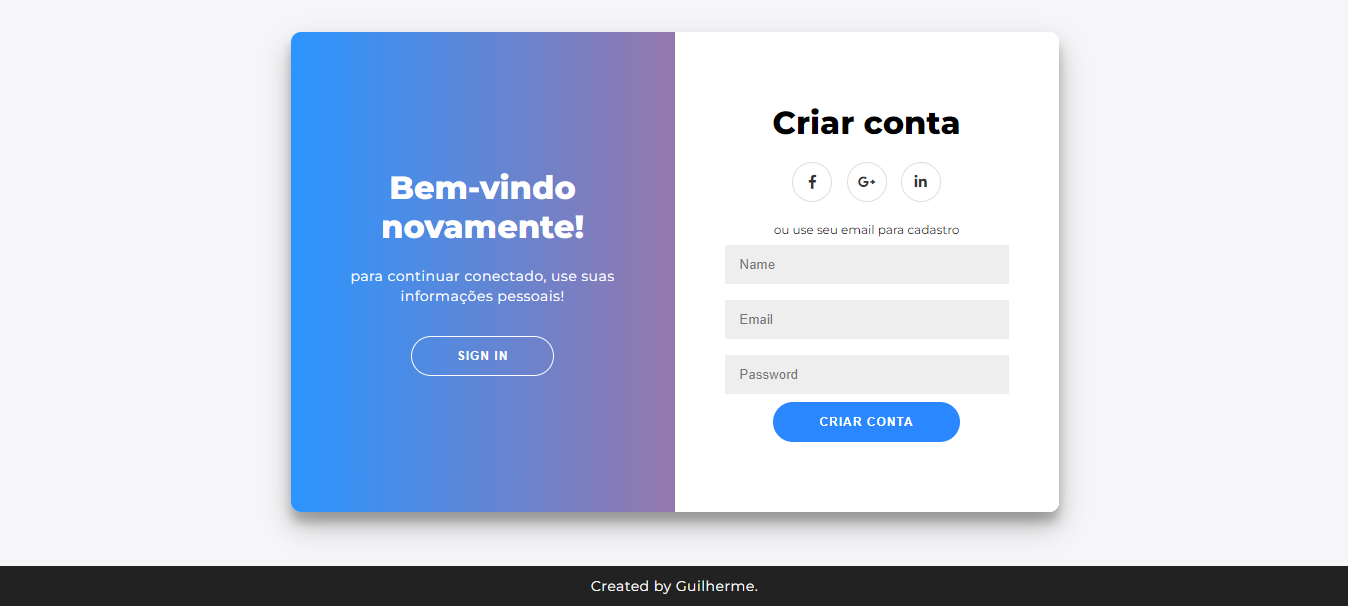 Bem-vindo
novamente!
para continuar conectado, use suas
informações pessoais!
SIGN IN
Criar conta
f
G+
in
ou use seu email para cadastro
Name
Email
Password
CRIAR CONTA
Created by Guilherme.